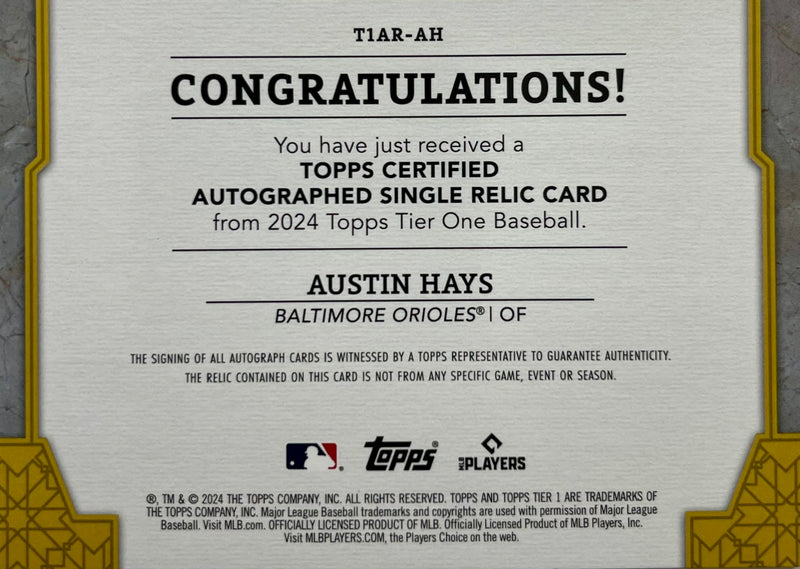 T1AR-AH
CONGRATULATIONS!
You have just received a
TOPPS CERTIFIED
AUTOGRAPHED SINGLE RELIC CARD
from 2024 Topps Tier One Baseball.
AUSTIN HAYS
BALTIMORE ORIOLES® | OF
THE SIGNING OF ALL AUTOGRAPH CARDS IS WITNESSED BY A TOPPS REPRESENTATIVE TO GUARANTEE AUTHENTICITY.
THE RELIC CONTAINED ON THIS CARD IS NOT FROM ANY SPECIFIC GAME, EVENT OR SEASON.
® Topps® MLB PLAYERS
®, TM & © 2024 THE TOPPS COMPANY, INC. ALL RIGHTS RESERVED. TOPPS AND TOPPS TIER 1 ARE TRADEMARKS OF
THE TOPPS COMPANY, INC. Major League Baseball trademarks and copyrights are used with permission of Major League
Baseball. Visit MLB.com. OFFICIALLY LICENSED PRODUCT OF MLB. Officially Licensed Product of MLB Players, Inc.
Visit MLBPLAYERS.COM, the Players Choice on the web.